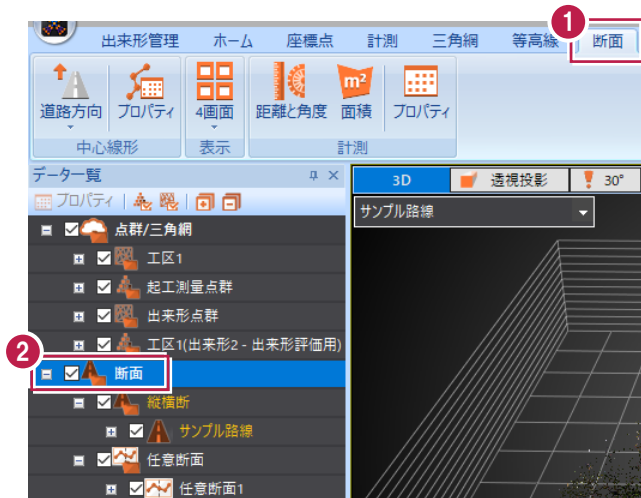 1
出来形管理 ホーム 座標点 計測 三角網 等高線 断面
道路方向 プロパティ 4画面 距離と角度 面積 プロパティ
m²
中心線形 表示 計測
データ一覧
プロパティ
点群/三角網
工区1
起工測量点群
出来形点群
工区1(出来形2 - 出来形評価用)
2
断面
縦横断
サンプル路線
任意断面
任意断面1
3D 透視投影 30°
サンプル路線